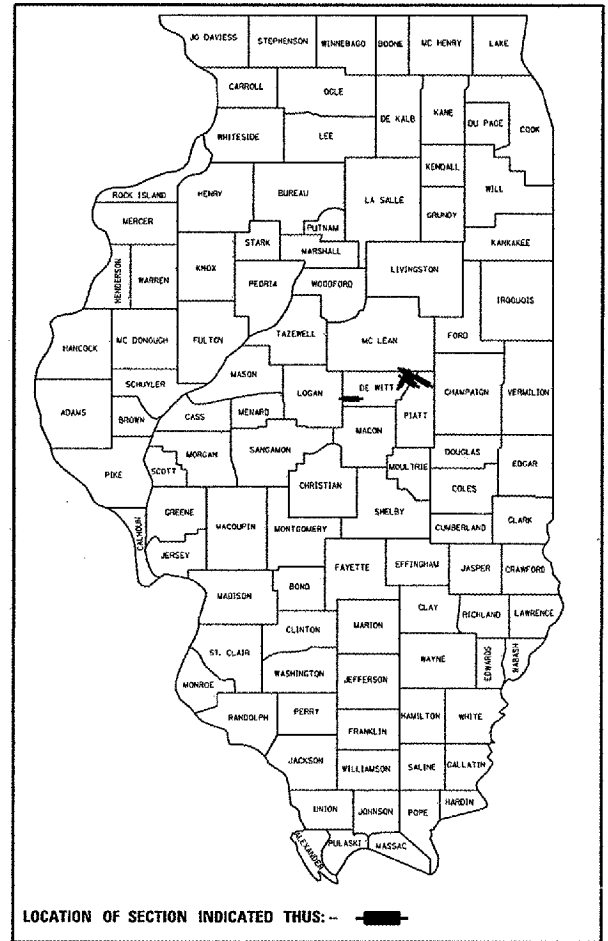 JO DAVIESS STEPHENSON WINNEBAGO BOONE MC HENRY LAKE
CARROLL OGLE DE KALB KANE DU PAGE COOK
WHITESIDE LEE KENDALL WILL
ROCK ISLAND HENRY BUREAU LA SALLE GRUNDY
MERCER STARK PUTNAM KANKAKEE
MARSHALL
HENDERSON WARREN KNOX PEORIA WOODFORD LIVINGSTON IROQUOIS
HANCOCK MC DONOUGH FULTON TAZEWELL MC LEAN FORD
SCHUYLER MASON LOGAN DE WITT CHAMPAIGN VERMILION
ADAMS BROWN CASS MENARD MACON PIATT
PIKE SCOTT MORGAN SANGAMON CHRISTIAN MOULTRIE DOUGLAS EDGAR
COLES
CALHOUN GREENE MACOUPIN MONTGOMERY SHELBY CUMBERLAND CLARK
JERSEY FAYETTE EFFINGHAM JASPER CRAWFORD
MADISON BOND CLAY RICHLAND LAWRENCE
CLINTON MARION
ST. CLAIR WAYNE EDWARDS WABASH
WASHINGTON JEFFERSON
MONROE
RANDOLPH PERRY HAMILTON WHITE
FRANKLIN
JACKSON WILLIAMSON SALINE GALLATIN
UNION JOHNSON POPE HARDIN
ALEXANDER PULASKI MASSAC
LOCATION OF SECTION INDICATED THUS: --